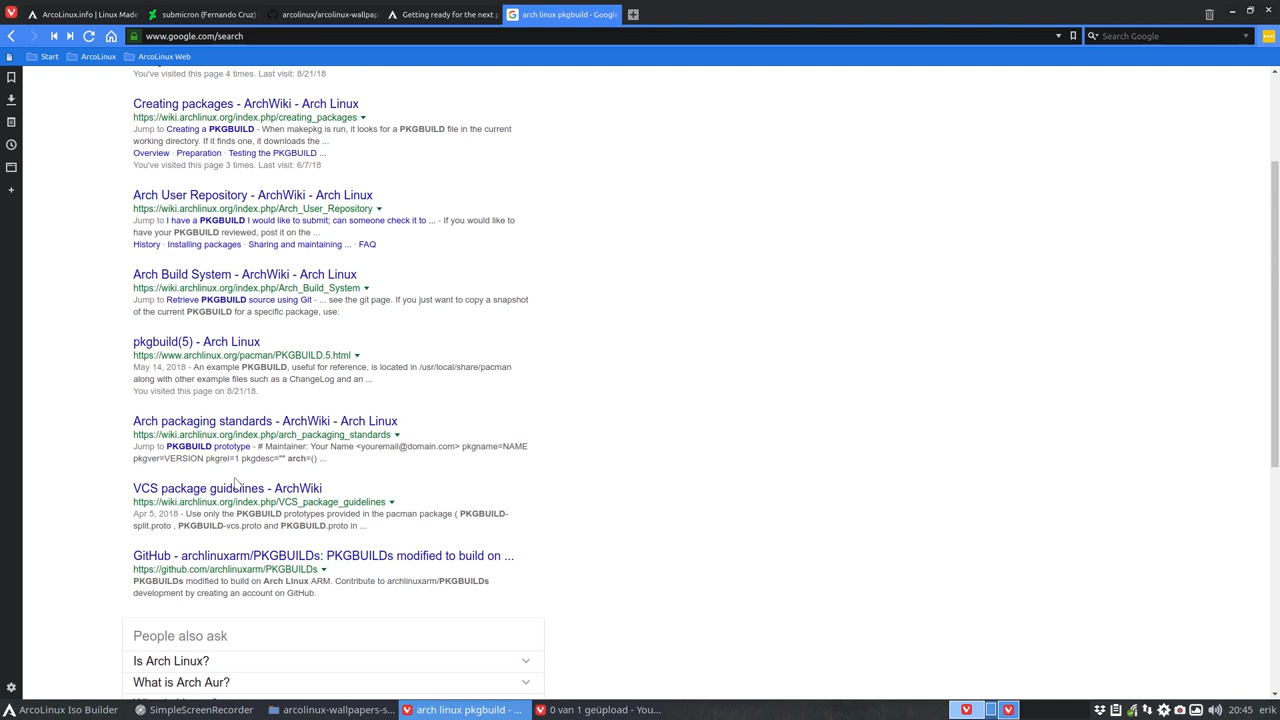 ArcoLinux.info | Linux Made
submicron (Fernando Cruz)
arcolinux/arcolinux-wallpap
Getting ready for the next p
arch linux pkgbuild - Google
www.google.com/search
Search Google
Start
ArcoLinux
ArcoLinux Web
You've visited this page 4 times. Last visit: 8/21/18
Creating packages - ArchWiki - Arch Linux
https://wiki.archlinux.org/index.php/creating_packages
Jump to Creating a PKGBUILD - When makepkg is run, it looks for a PKGBUILD file in the current
working directory. If it finds one, it downloads the ...
Overview · Preparation · Testing the PKGBUILD ...
You've visited this page 3 times. Last visit: 6/7/18
Arch User Repository - ArchWiki - Arch Linux
https://wiki.archlinux.org/index.php/Arch_User_Repository
Jump to I have a PKGBUILD I would like to submit; can someone check it to ... - If you would like to
have your PKGBUILD reviewed, post it on the ...
History · Installing packages · Sharing and maintaining ... · FAQ
Arch Build System - ArchWiki - Arch Linux
https://wiki.archlinux.org/index.php/Arch_Build_System
Jump to Retrieve PKGBUILD source using Git - ... see the git page. If you just want to copy a snapshot
of the current PKGBUILD for a specific package, use:
pkgbuild(5) - Arch Linux
https://www.archlinux.org/pacman/PKGBUILD.5.html
May 14, 2018 - An example PKGBUILD, useful for reference, is located in /usr/local/share/pacman
along with other example files such as a ChangeLog and an ...
You visited this page on 8/21/18.
Arch packaging standards - ArchWiki - Arch Linux
https://wiki.archlinux.org/index.php/arch_packaging_standards
Jump to PKGBUILD prototype - # Maintainer: Your Name <youremail@domain.com> pkgname=NAME
pkgver=VERSION pkgrel=1 pkgdesc="" arch=() ...
VCS package guidelines - ArchWiki
https://wiki.archlinux.org/index.php/VCS_package_guidelines
Apr 5, 2018 - Use only the PKGBUILD prototypes provided in the pacman package ( PKGBUILD-
split.proto , PKGBUILD-vcs.proto and PKGBUILD.proto in ...
GitHub - archlinuxarm/PKGBUILDs: PKGBUILDs modified to build on ...
https://github.com/archlinuxarm/PKGBUILDs
PKGBUILDs modified to build on Arch Linux ARM. Contribute to archlinuxarm/PKGBUILDs
development by creating an account on GitHub.
People also ask
Is Arch Linux?
What is Arch Aur?
ArcoLinux Iso Builder
SimpleScreenRecorder
arcolinux-wallpapers-s...
arch linux pkgbuild - ...
0 van 1 geüpload - You...
20:45
erik